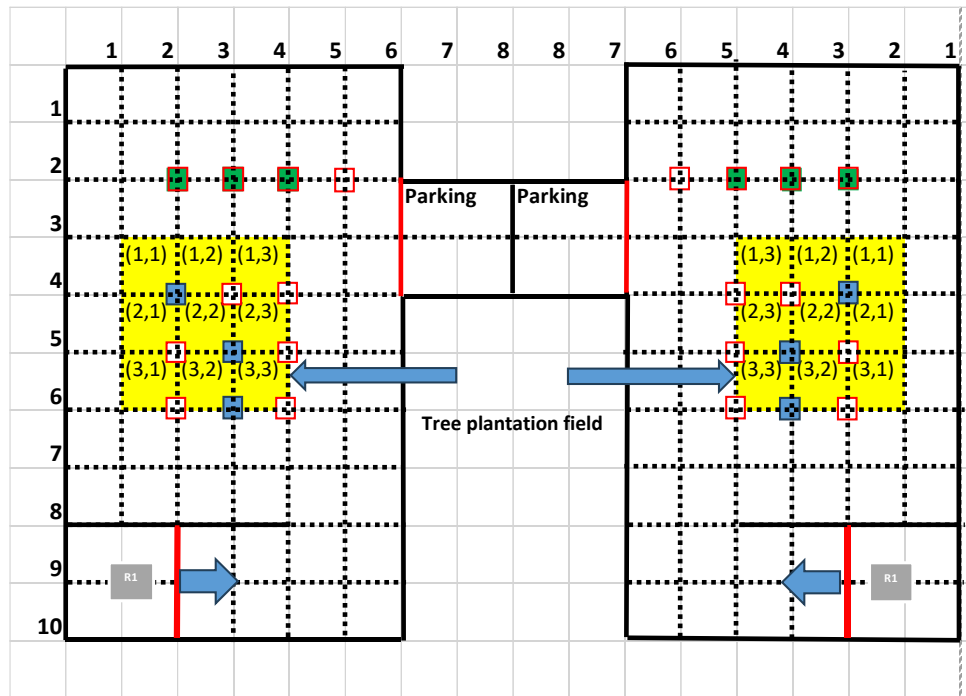 1 2 3 4 5 6 7 8 8 7 6 5 4 3 2 1
1
2
Parking Parking
3
(1,1) (1,2) (1,3) (1,3) (1,2) (1,1)
4
(2,1) (2,2) (2,3) (2,3) (2,2) (2,1)
5
(3,1) (3,2) (3,3) (3,3) (3,2) (3,1)
6
Tree plantation field
7
8
R1 R1
9
10